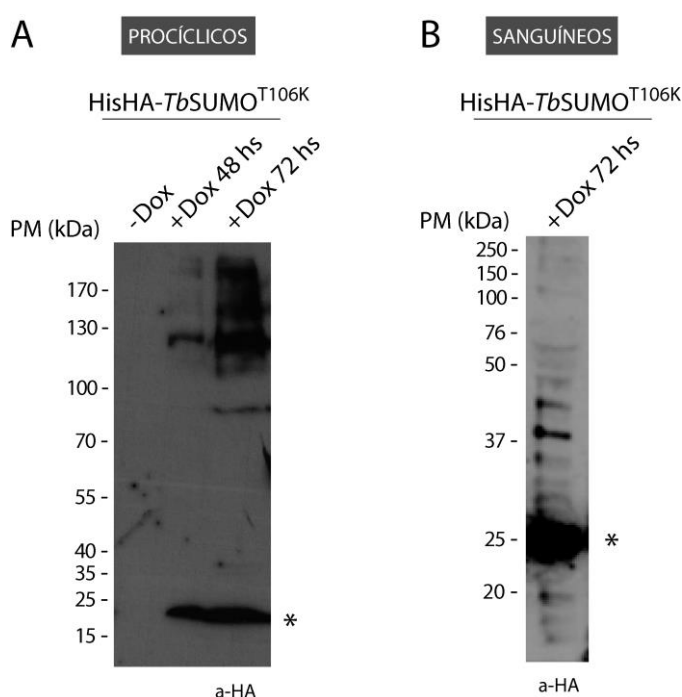 A
PROCÍCLICOS
HisHA-TbSUMO^T106K
-Dox
+Dox 48 hs
+Dox 72 hs
PM (kDa)
170 -
130 -
100 -
70 -
55 -
40 -
35 -
25 -
15 -
*
a-HA
B
SANGUÍNEOS
HisHA-TbSUMO^T106K
+Dox 72 hs
PM (kDa)
250 -
150 -
100 -
76 -
50 -
37 -
25 -
20 -
*
a-HA